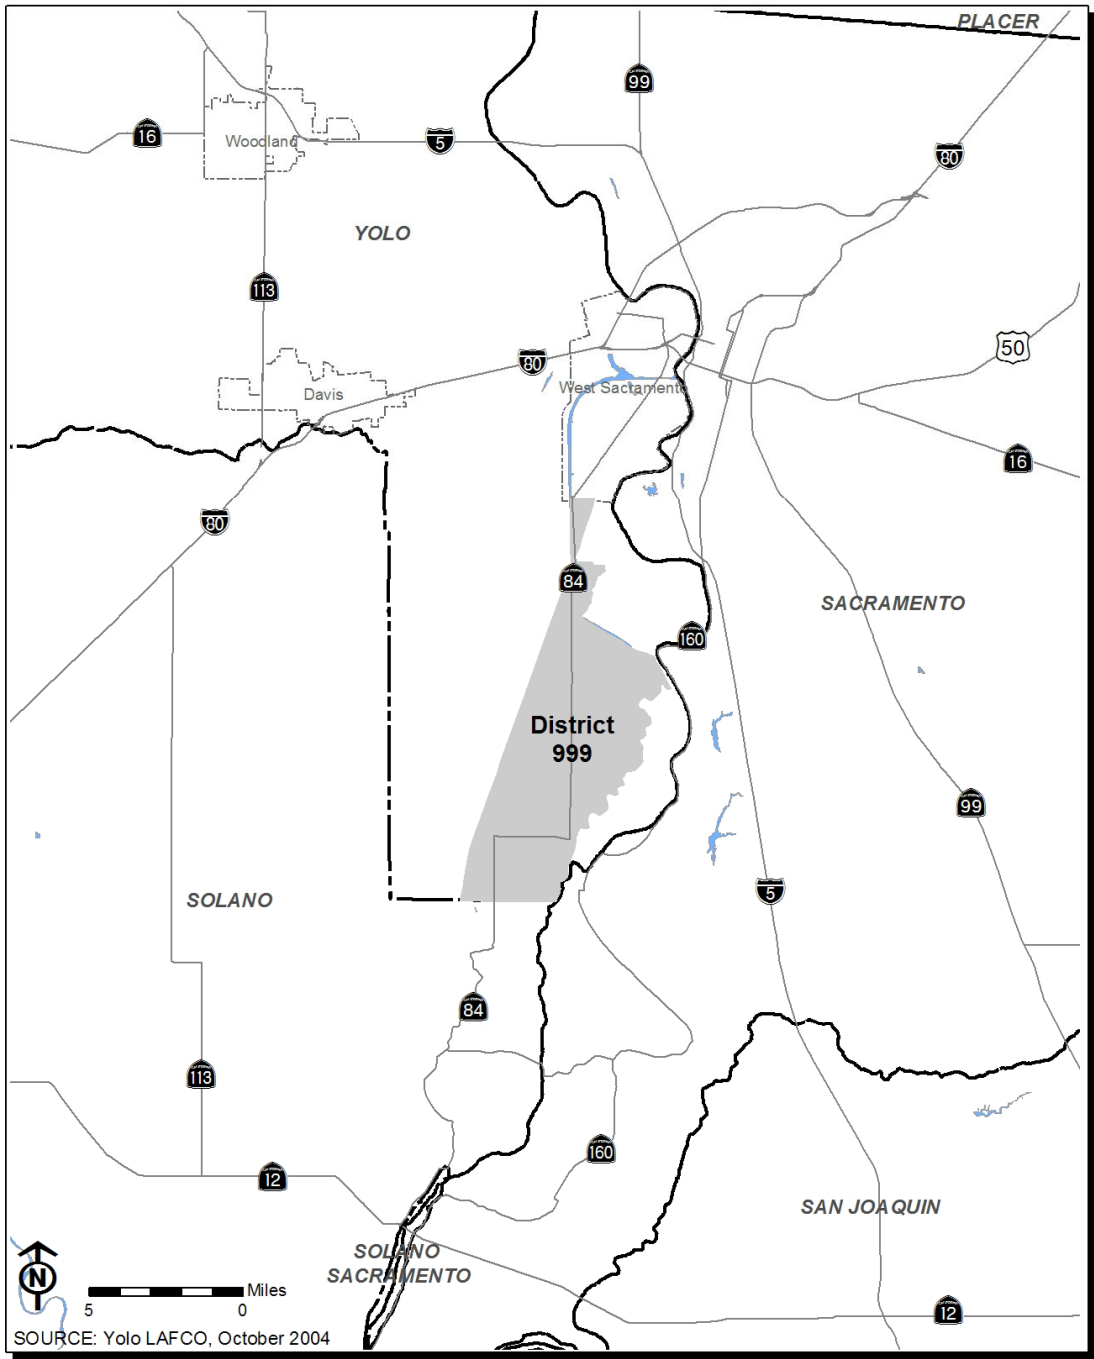 PLACER
99
16
Woodland
5
80
YOLO
113
50
80
Davis
West Sacramento
16
80
84
SACRAMENTO
160
District
999
99
SOLANO
5
84
113
160
12
SAN JOAQUIN
SOLANO
SACRAMENTO
N
Miles
5 0
12
SOURCE: Yolo LAFCO, October 2004